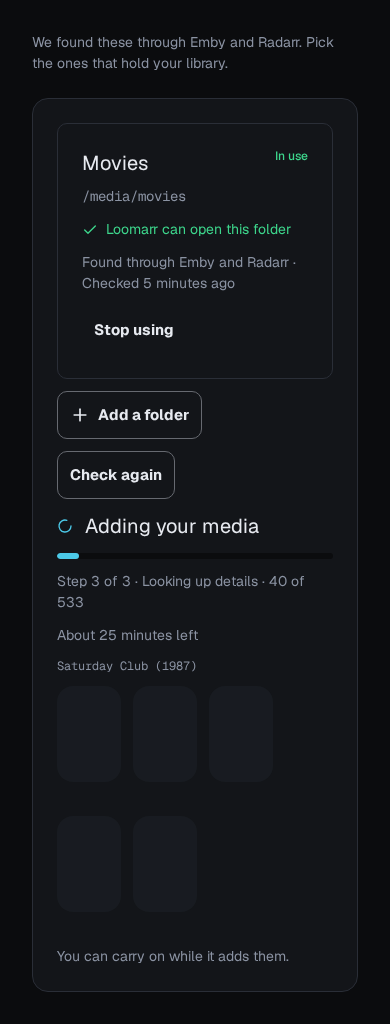 We found these through Emby and Radarr. Pick
the ones that hold your library.
Movies
In use
/media/movies
Loomarr can open this folder
Found through Emby and Radarr ·
Checked 5 minutes ago
Stop using
Add a folder
Check again
Adding your media
Step 3 of 3 · Looking up details · 40 of
533
About 25 minutes left
Saturday Club (1987)
You can carry on while it adds them.